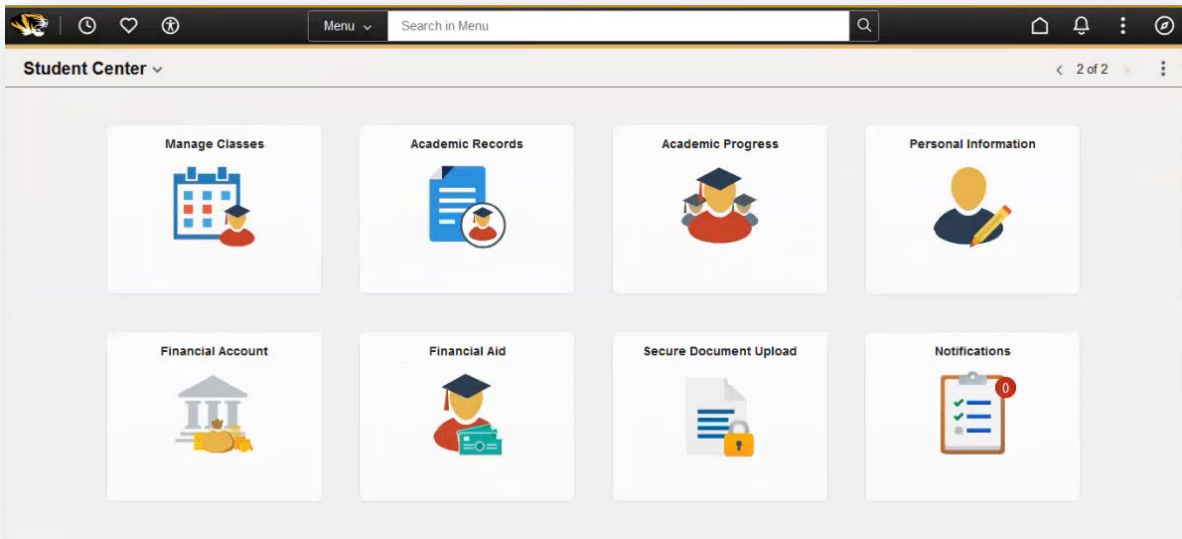 Menu Search in Menu
Student Center 2 of 2
Manage Classes Academic Records Academic Progress Personal Information
Financial Account Financial Aid Secure Document Upload Notifications
0